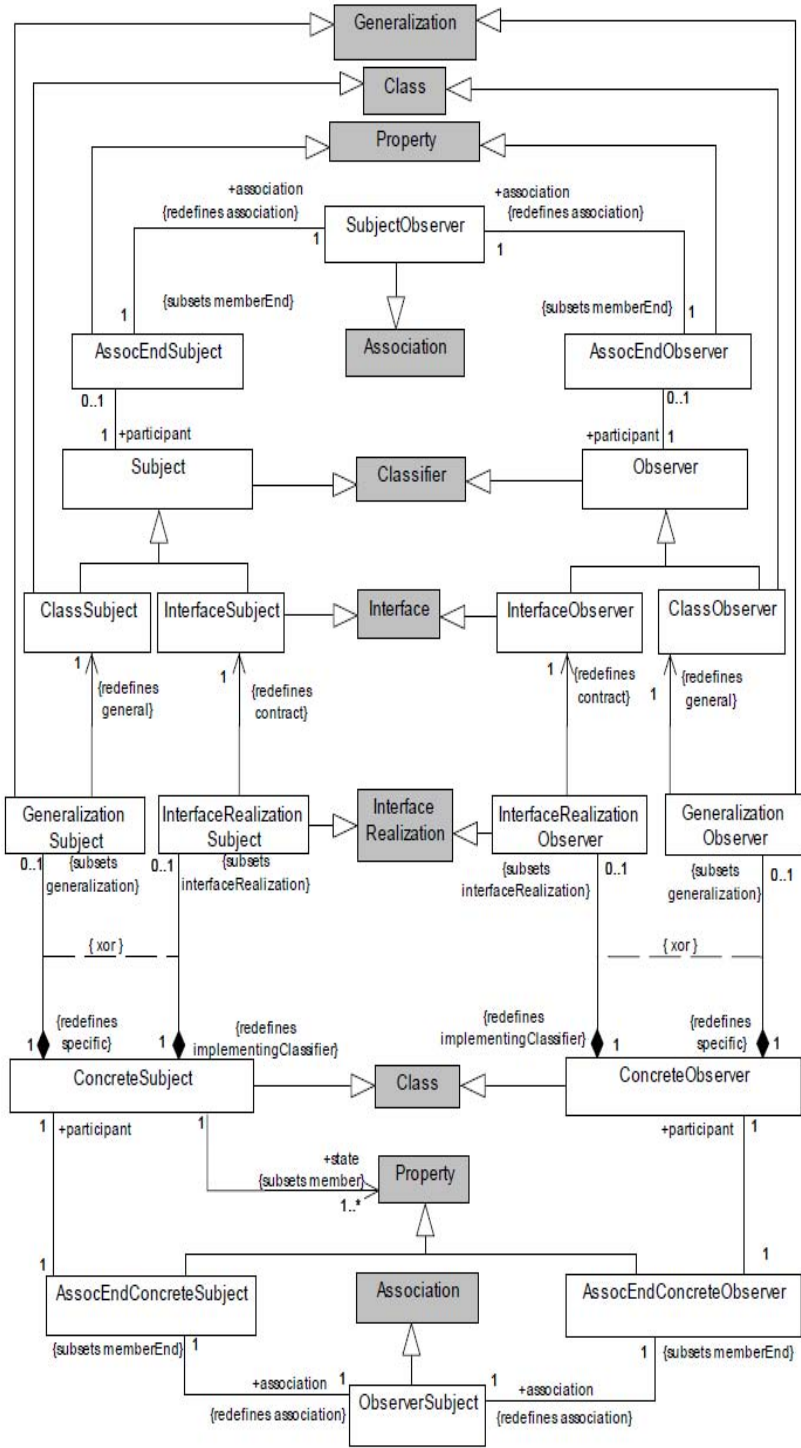 Generalization
Class
Property
+association
{redefines association}
1
+association
{redefines association}
1
SubjectObserver
1
{subsets memberEnd}
{subsets memberEnd}
1
AssocEndSubject
Association
AssocEndObserver
0..1
0..1
1
+participant
+participant
1
Subject
Classifier
Observer
ClassSubject
InterfaceSubject
Interface
InterfaceObserver
ClassObserver
1
{redefines
general}
1
{redefines
contract}
1
{redefines
contract}
1
{redefines
general}
Generalization
Subject
InterfaceRealization
Subject
Interface
Realization
InterfaceRealization
Observer
Generalization
Observer
0..1
{subsets
generalization}
0..1
{subsets
interfaceRealization}
{subsets
interfaceRealization}
0..1
{subsets
generalization}
0..1
{ xor }
{ xor }
1
{redefines
specific}
1
{redefines
implementingClassifier}
{redefines
implementingClassifier}
1
{redefines
specific}
1
ConcreteSubject
Class
ConcreteObserver
1
+participant
1
+participant
1
+state
{subsets member}
1..*
Property
1
1
AssocEndConcreteSubject
Association
AssocEndConcreteObserver
{subsets memberEnd}
1
1
{subsets memberEnd}
+association
1
{redefines association}
ObserverSubject
1
+association
{redefines association}